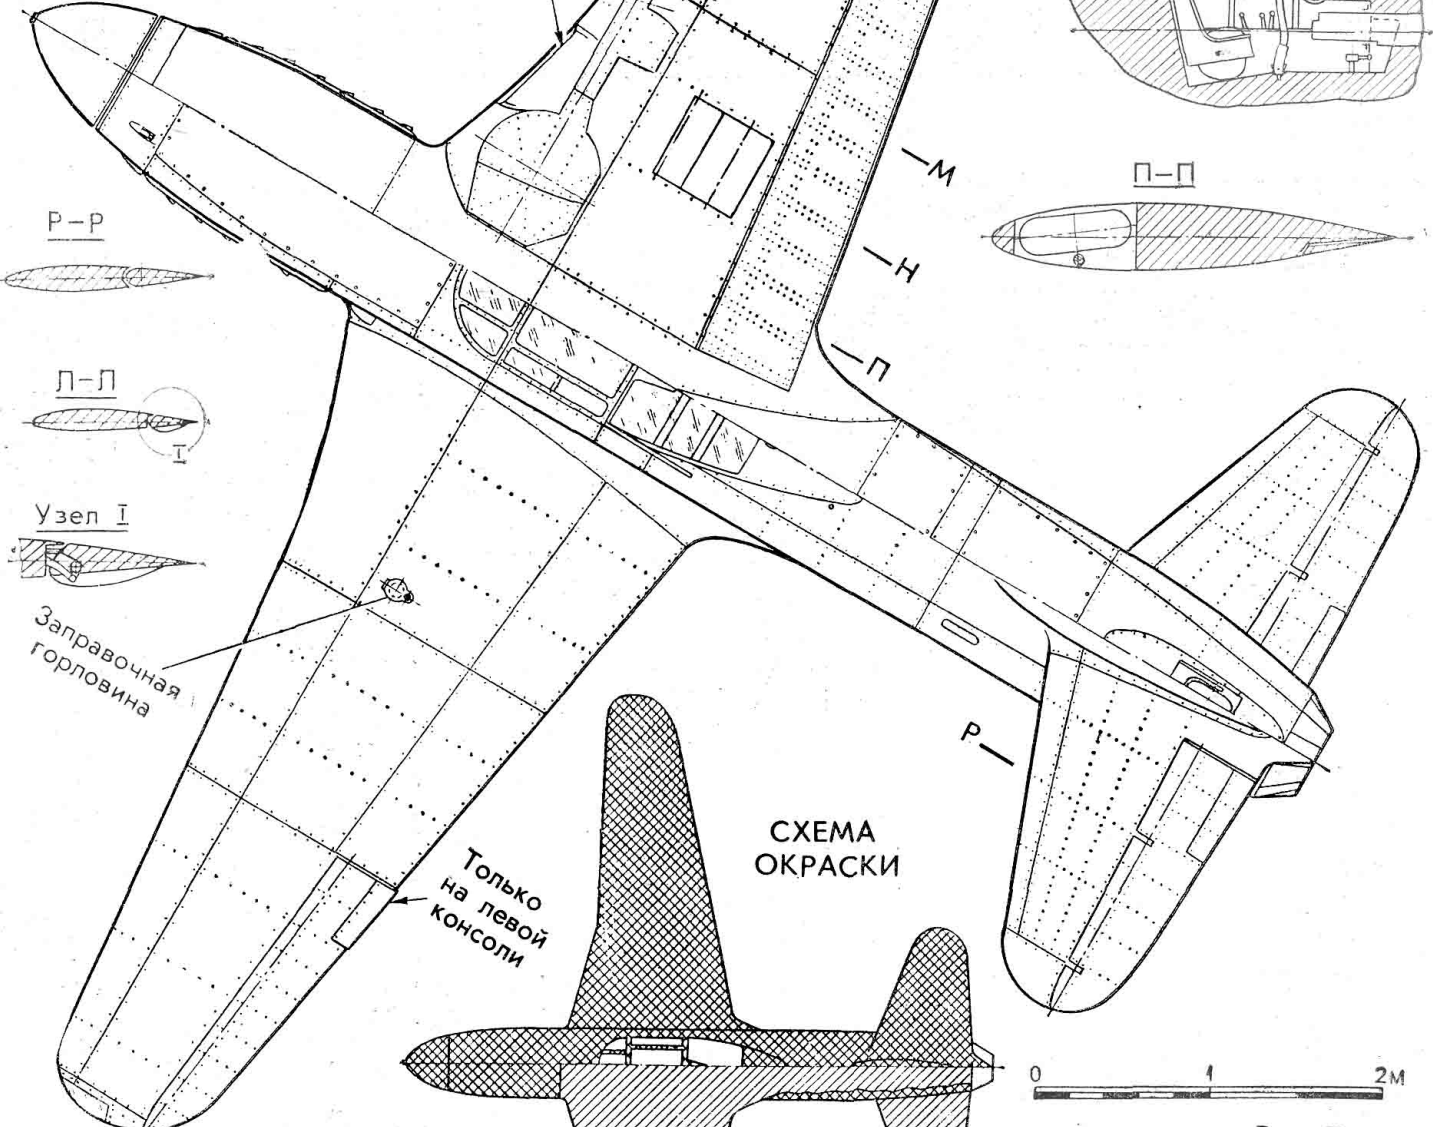 П–П
М
Р–Р
Н
П
Л–Л
I
Узел I
Заправочная
горловина
Р
СХЕМА
ОКРАСКИ
Только
на левой
консоли
0 1 2м